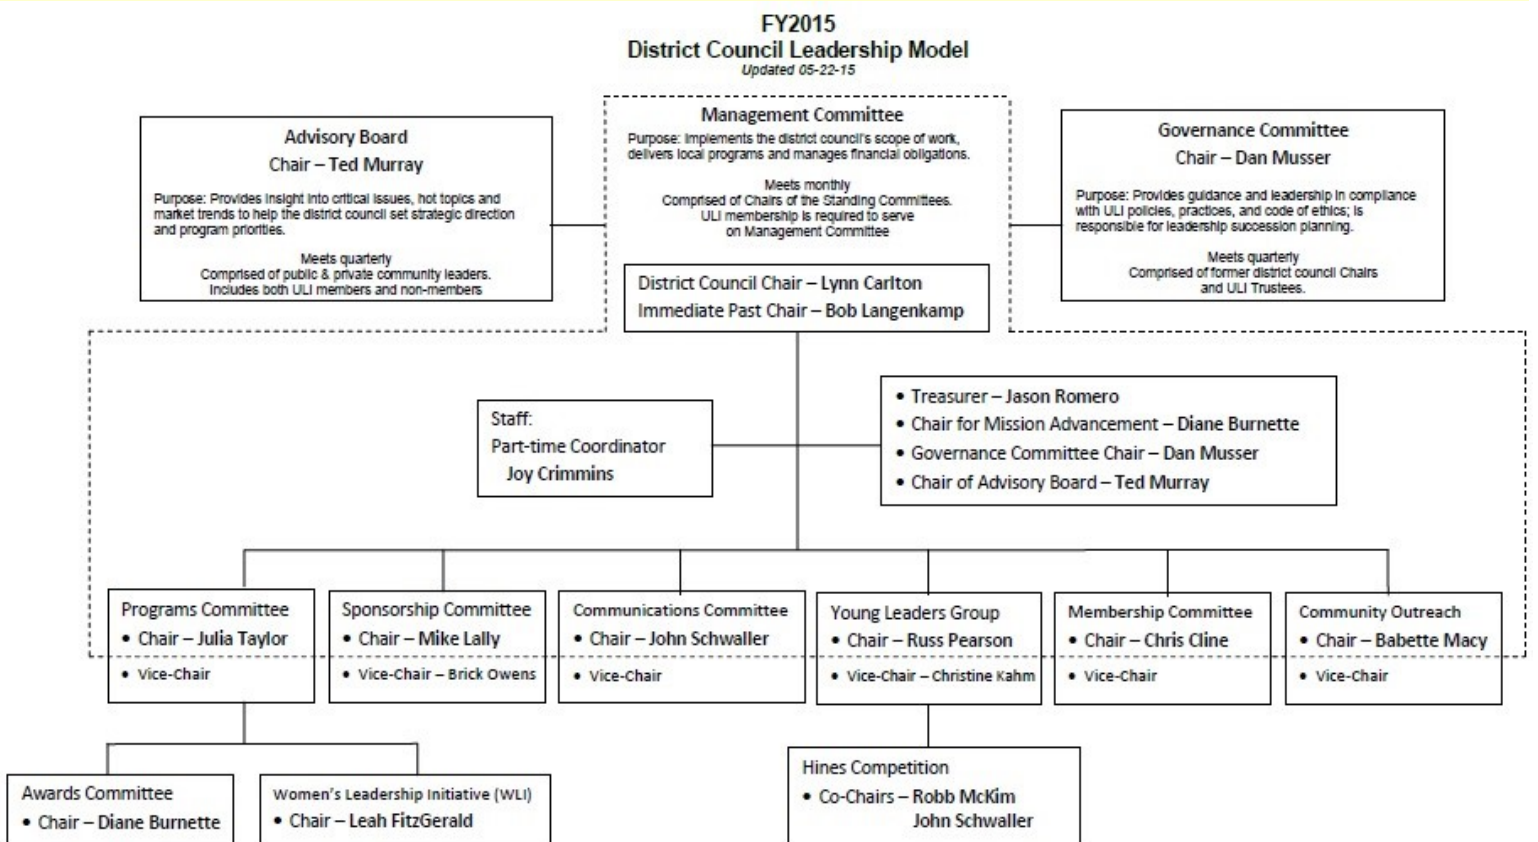 FY2015
District Council Leadership Model
Updated 05-22-15
Advisory Board
Chair – Ted Murray
Purpose: Provides insight into critical issues, hot topics and
market trends to help the district council set strategic direction
and program priorities.
Meets quarterly
Comprised of public & private community leaders.
Includes both ULI members and non-members
Management Committee
Purpose: Implements the district council's scope of work,
delivers local programs and manages financial obligations.
Meets monthly
Comprised of Chairs of the Standing Committees.
ULI membership is required to serve
on Management Committee
Governance Committee
Chair – Dan Musser
Purpose: Provides guidance and leadership in compliance
with ULI policies, practices, and code of ethics; is
responsible for leadership succession planning.
Meets quarterly
Comprised of former district council Chairs
and ULI Trustees.
District Council Chair – Lynn Carlton
Immediate Past Chair – Bob Langenkamp
Staff:
Part-time Coordinator
Joy Crimmins
• Treasurer – Jason Romero
• Chair for Mission Advancement – Diane Burnette
• Governance Committee Chair – Dan Musser
• Chair of Advisory Board – Ted Murray
Programs Committee
• Chair – Julia Taylor
• Vice-Chair
Sponsorship Committee
• Chair – Mike Lally
• Vice-Chair – Brick Owens
Communications Committee
• Chair – John Schwaller
• Vice-Chair
Young Leaders Group
• Chair – Russ Pearson
• Vice-Chair – Christine Kahm
Membership Committee
• Chair – Chris Cline
• Vice-Chair
Community Outreach
• Chair – Babette Macy
• Vice-Chair
Awards Committee
• Chair – Diane Burnette
Women's Leadership Initiative (WLI)
• Chair – Leah FitzGerald
Hines Competition
• Co-Chairs – Robb McKim
John Schwaller